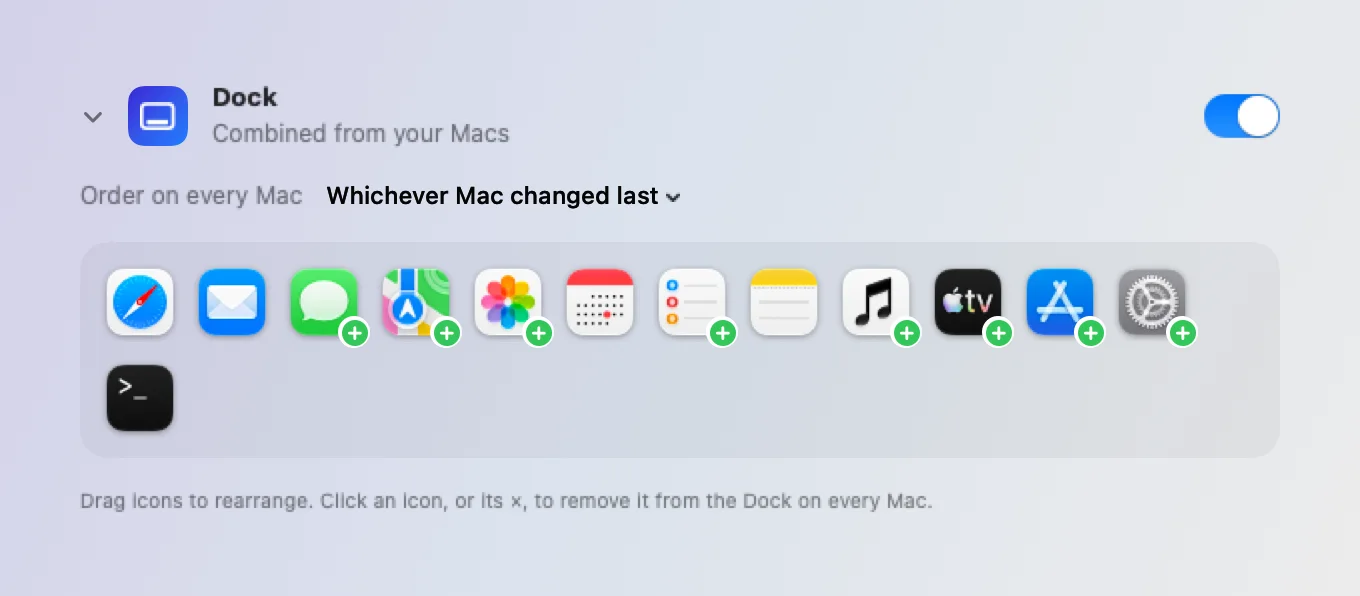 Dock
Combined from your Macs
Order on every Mac Whichever Mac changed last
tv
>_
Drag icons to rearrange. Click an icon, or its ×, to remove it from the Dock on every Mac.